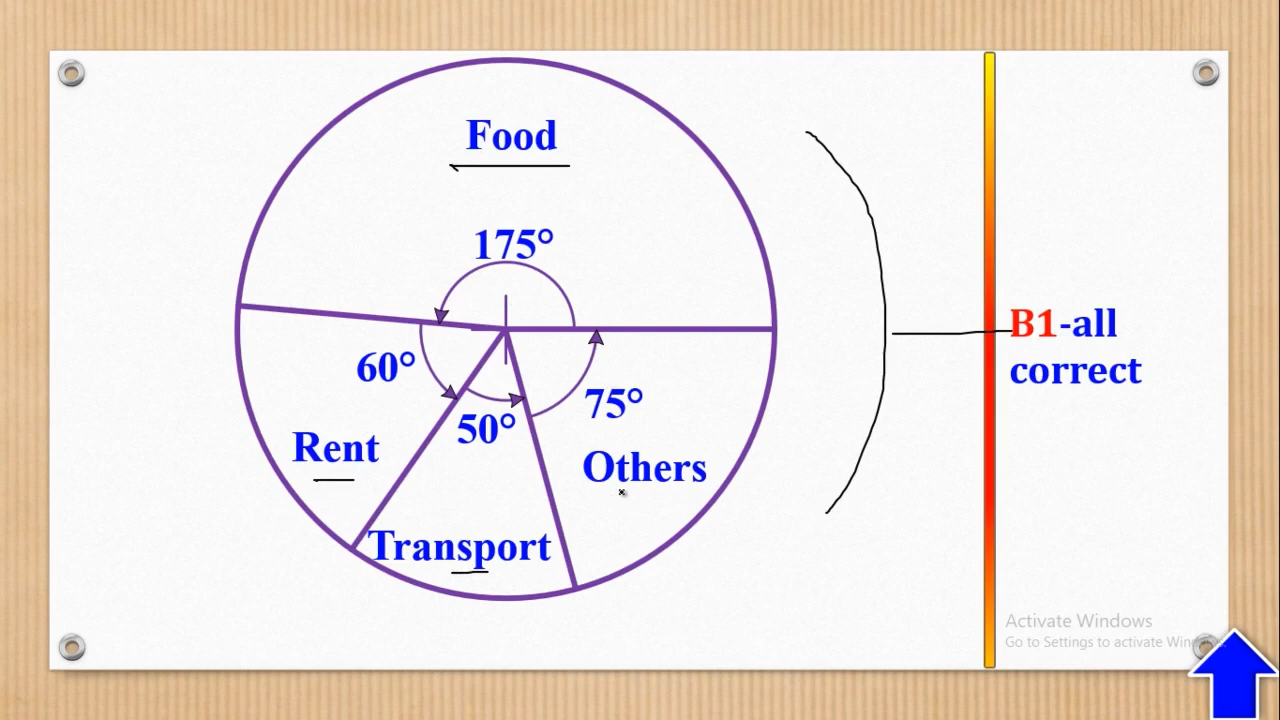 Food
175°
60°
50°
75°
Rent
Others
Transport
B1-all
correct
Activate Windows
Go to Settings to activate Windows.